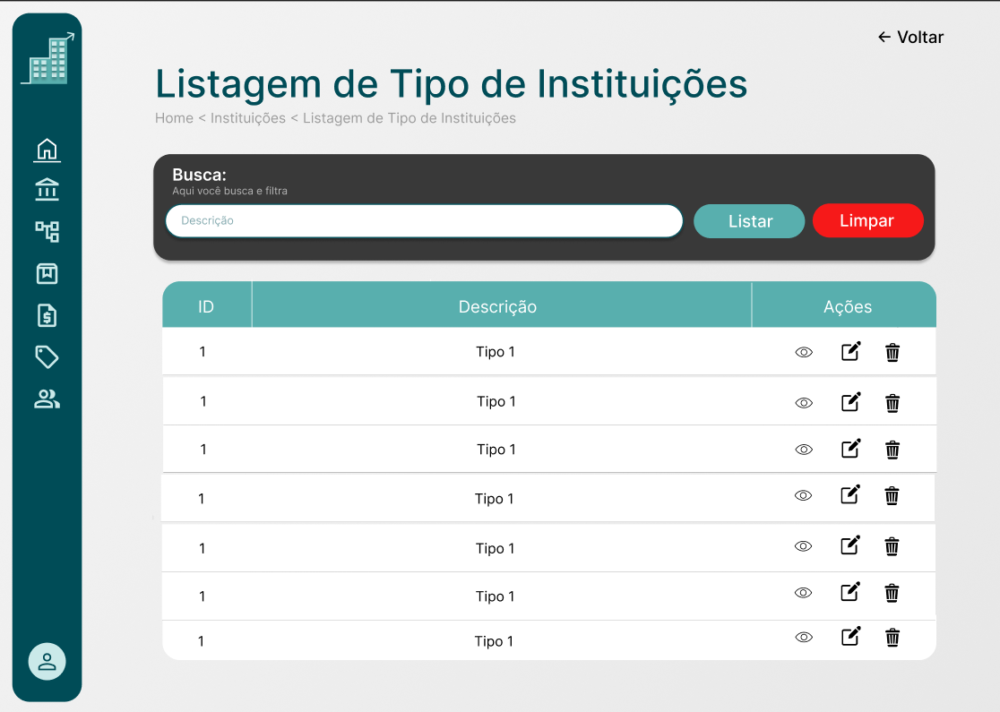 ← Voltar
Listagem de Tipo de Instituições
Home < Instituições < Listagem de Tipo de Instituições
Busca:
Aqui você busca e filtra
Descrição Listar Limpar
ID Descrição Ações
1 Tipo 1
1 Tipo 1
1 Tipo 1
1 Tipo 1
1 Tipo 1
1 Tipo 1
1 Tipo 1